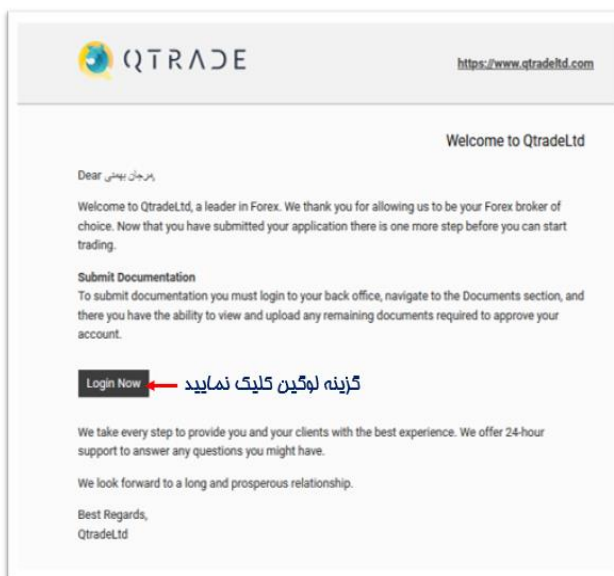 QTRADE
https://www.qtradeltd.com
Welcome to QtradeLtd
Dear مرجان بهمنی,
Welcome to QtradeLtd, a leader in Forex. We thank you for allowing us to be your Forex broker of
choice. Now that you have submitted your application there is one more step before you can start
trading.
Submit Documentation
To submit documentation you must login to your back office, navigate to the Documents section, and
there you have the ability to view and upload any remaining documents required to approve your
account.
Login Now
گزینه لوگین کلیک نمایید
We take every step to provide you and your clients with the best experience. We offer 24-hour
support to answer any questions you might have.
We look forward to a long and prosperous relationship.
Best Regards,
QtradeLtd